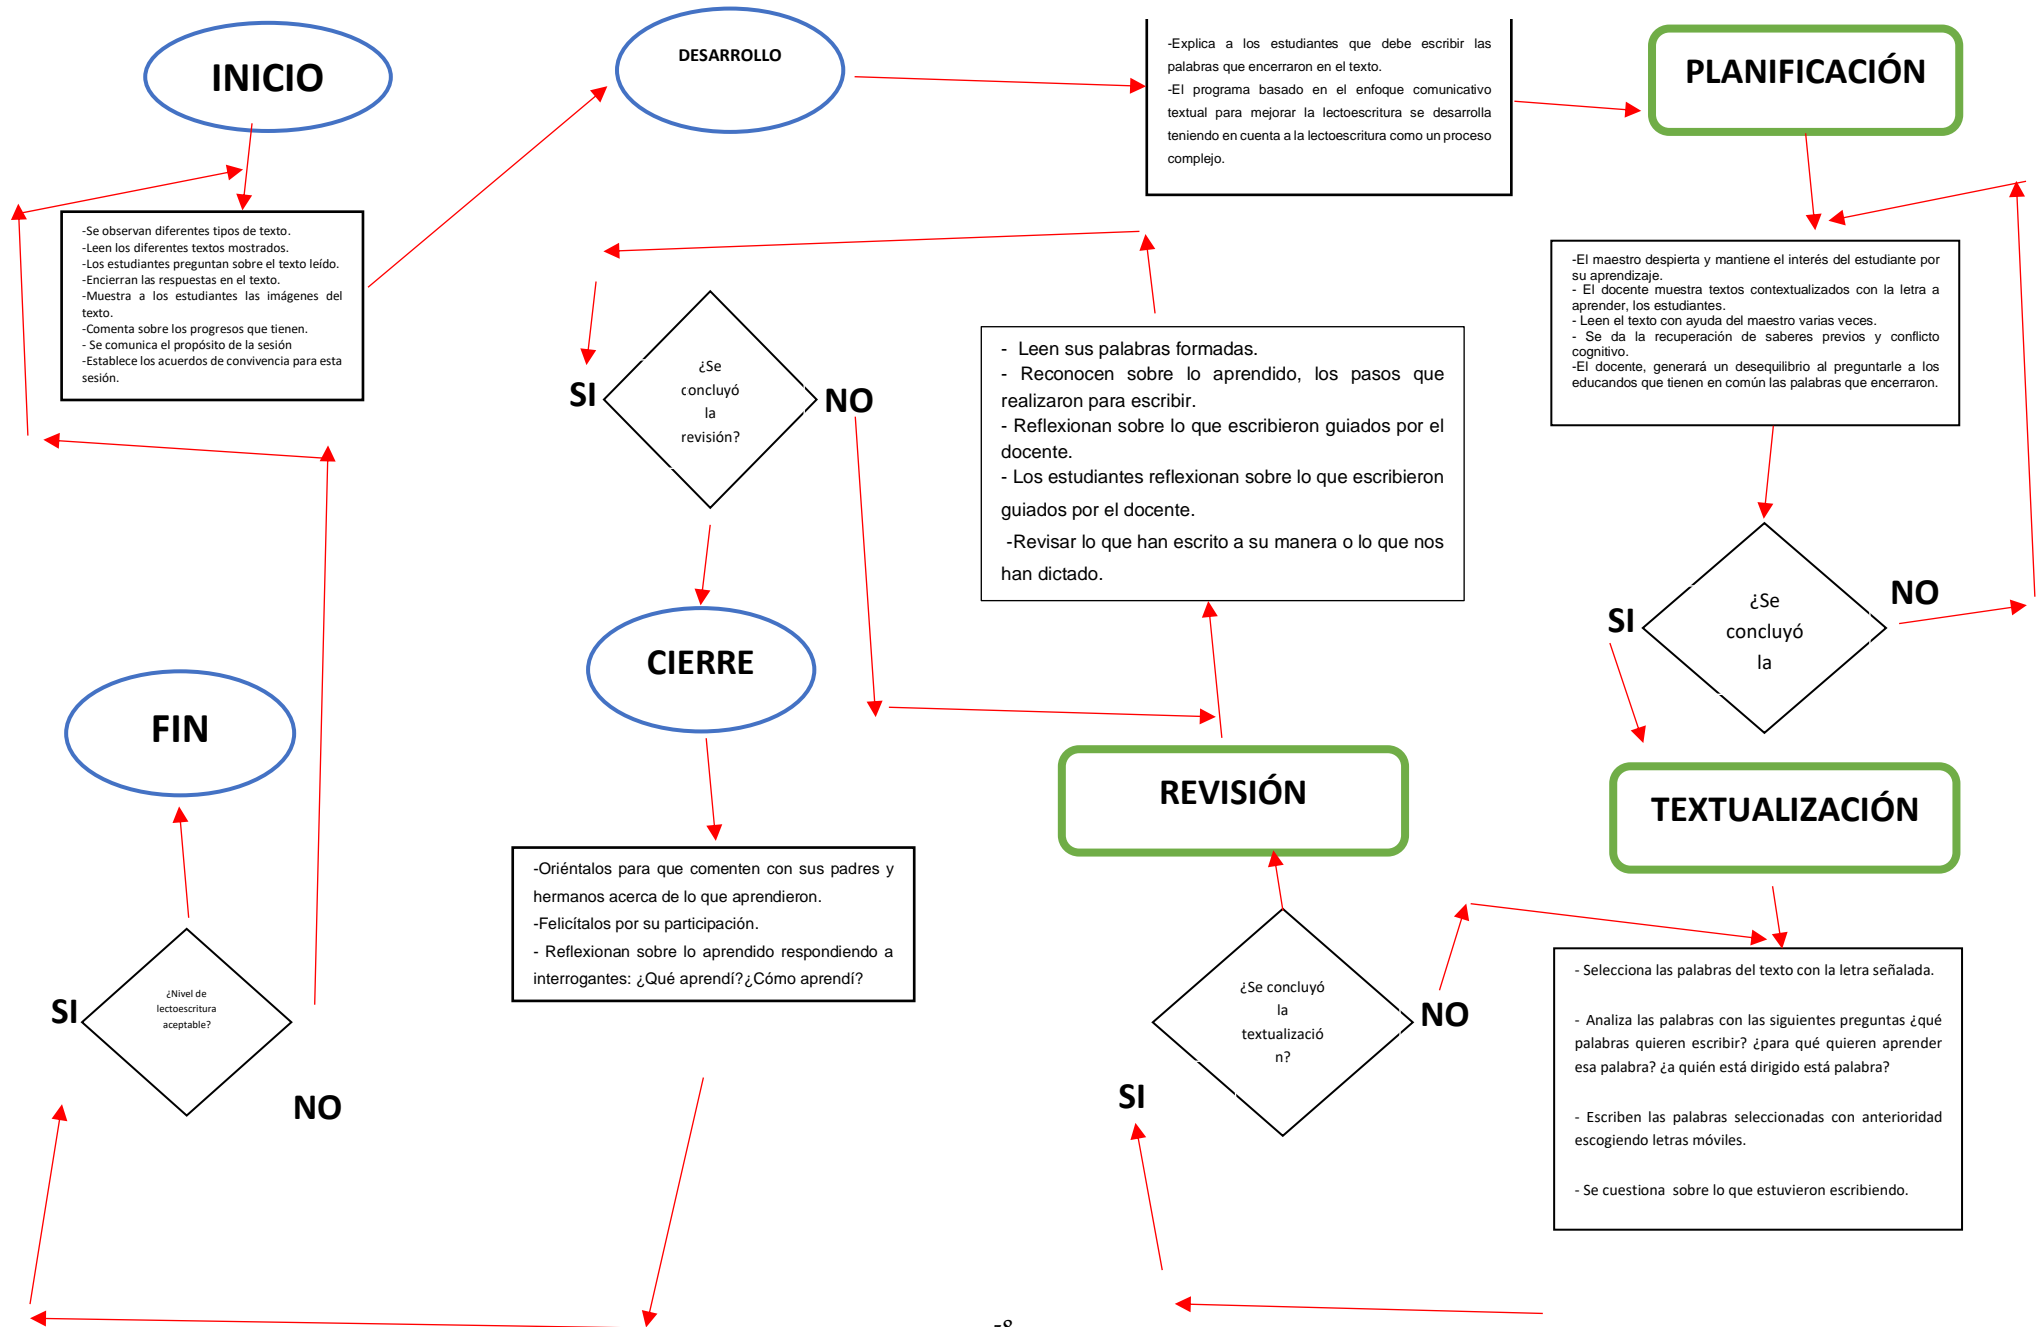 INICIO
-Se observan diferentes tipos de texto.
-Leen los diferentes textos mostrados.
-Los estudiantes preguntan sobre el texto leído.
-Encierran las respuestas en el texto.
-Muestra a los estudiantes las imágenes del
texto.
-Comenta sobre los progresos que tienen.
- Se comunica el propósito de la sesión
-Establece los acuerdos de convivencia para esta
sesión.
DESARROLLO
-Explica a los estudiantes que debe escribir las
palabras que encerraron en el texto.
-El programa basado en el enfoque comunicativo
textual para mejorar la lectoescritura se desarrolla
teniendo en cuenta a la lectoescritura como un proceso
complejo.
PLANIFICACIÓN
-El maestro despierta y mantiene el interés del estudiante por
su aprendizaje.
- El docente muestra textos contextualizados con la letra a
aprender, los estudiantes.
- Leen el texto con ayuda del maestro varias veces.
- Se da la recuperación de saberes previos y conflicto
cognitivo.
-El docente, generará un desequilibrio al preguntarle a los
educandos que tienen en común las palabras que encerraron.
¿Se
concluyó
la
SI
NO
TEXTUALIZACIÓN
- Selecciona las palabras del texto con la letra señalada.
- Analiza las palabras con las siguientes preguntas ¿qué
palabras quieren escribir? ¿para qué quieren aprender
esa palabra? ¿a quién está dirigido está palabra?
- Escriben las palabras seleccionadas con anterioridad
escogiendo letras móviles.
- Se cuestiona sobre lo que estuvieron escribiendo.
¿Se concluyó
la
textualizació
n?
NO
SI
REVISIÓN
- Leen sus palabras formadas.
- Reconocen sobre lo aprendido, los pasos que
realizaron para escribir.
- Reflexionan sobre lo que escribieron guiados por el
docente.
- Los estudiantes reflexionan sobre lo que escribieron
guiados por el docente.
-Revisar lo que han escrito a su manera o lo que nos
han dictado.
¿Se
concluyó
la
revisión?
SI
NO
CIERRE
-Oriéntalos para que comenten con sus padres y
hermanos acerca de lo que aprendieron.
-Felicítalos por su participación.
- Reflexionan sobre lo aprendido respondiendo a
interrogantes: ¿Qué aprendí?¿Cómo aprendí?
¿Nivel de
lectoescritura
aceptable?
SI
NO
FIN